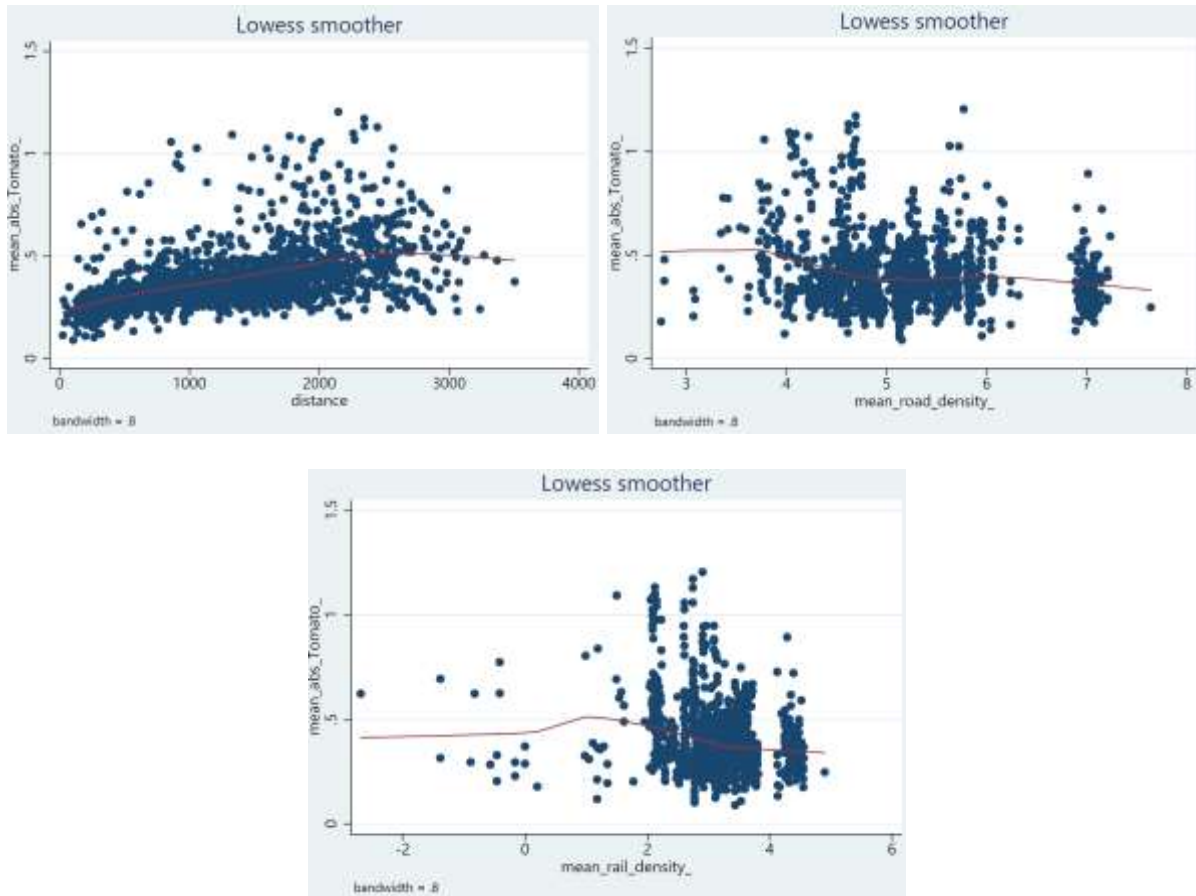 Lowess smoother
mean_abs_Tomato_
1.5
1
.5
0
0 1000 2000 3000 4000
distance
bandwidth = .8
Lowess smoother
mean_abs_Tomato_
1.5
1
.5
0
3 4 5 6 7 8
mean_road_density_
bandwidth = .8
Lowess smoother
mean_abs_Tomato_
1.5
1
.5
0
-2 0 2 4 6
mean_rail_density_
bandwidth = .8